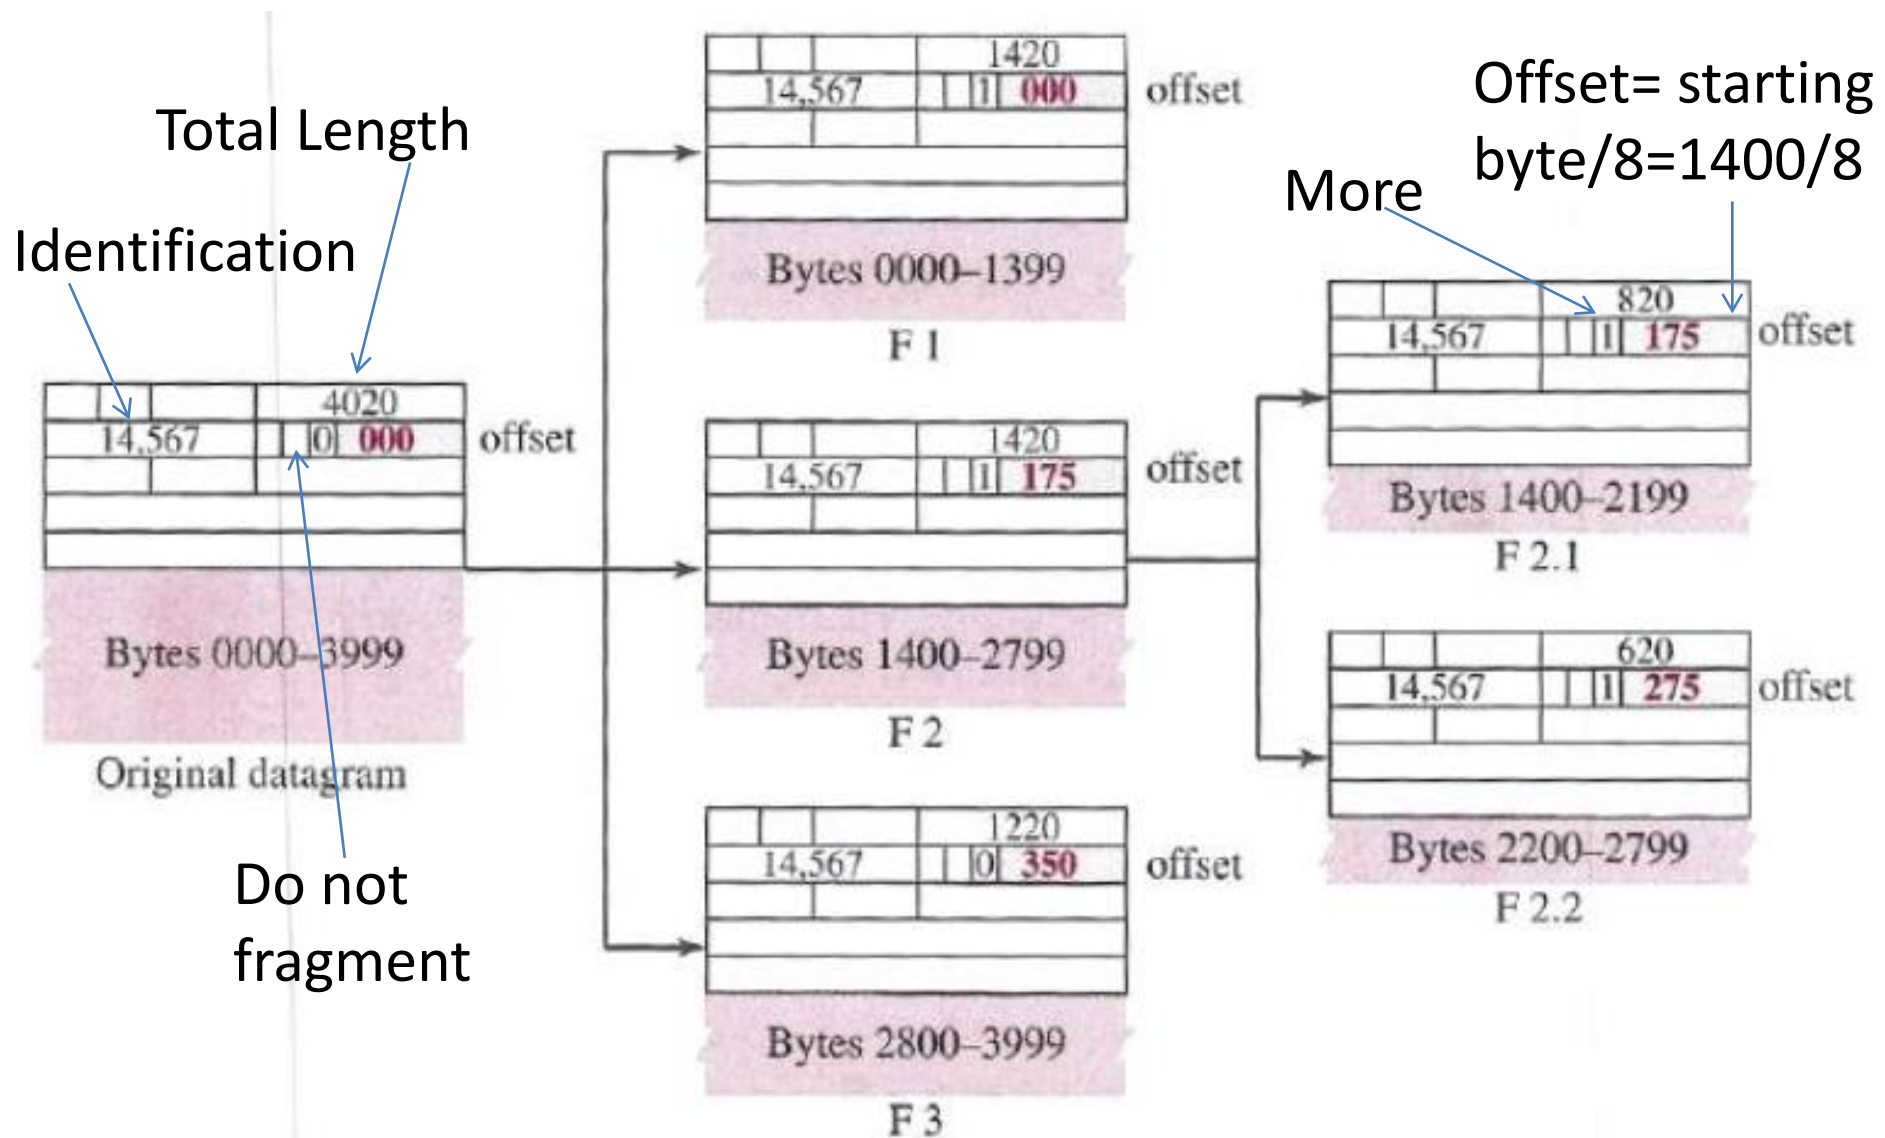 Total Length
Identification
4020
14,567 0 000 offset
Bytes 0000–3999
Original datagram
Do not
fragment
1420
14,567 1 000 offset
Bytes 0000–1399
F 1
1420
14,567 1 175 offset
Bytes 1400–2799
F 2
1220
14,567 0 350 offset
Bytes 2800–3999
F 3
Offset= starting
byte/8=1400/8
More
820
14,567 1 175 offset
Bytes 1400–2199
F 2.1
620
14,567 1 275 offset
Bytes 2200–2799
F 2.2